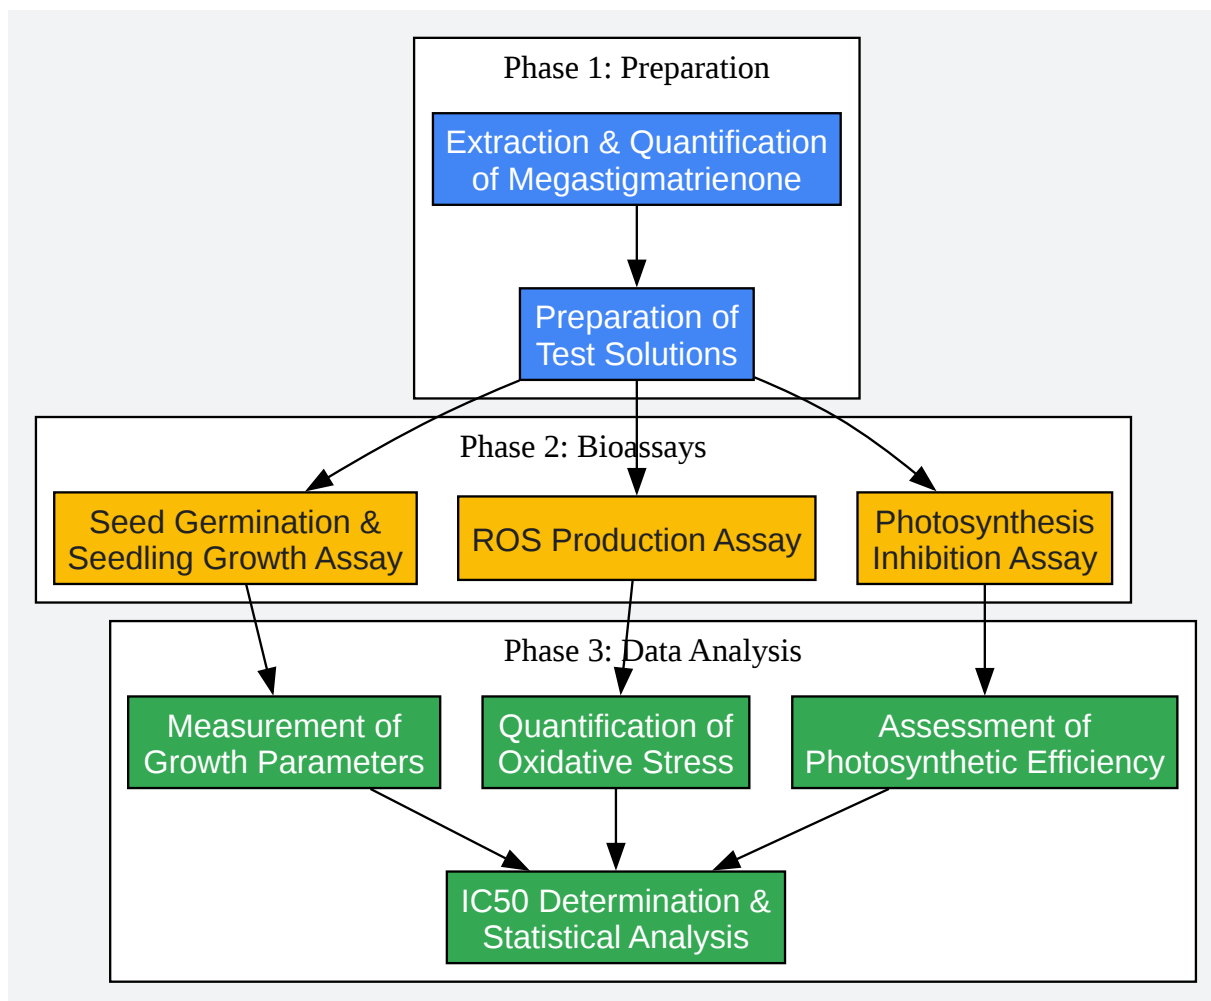 Phase 1: Preparation
Extraction & Quantification
of Megastigmatrienone
Preparation of
Test Solutions
Phase 2: Bioassays
Seed Germination &
Seedling Growth Assay
ROS Production Assay
Photosynthesis
Inhibition Assay
Phase 3: Data Analysis
Measurement of
Growth Parameters
Quantification of
Oxidative Stress
Assessment of
Photosynthetic Efficiency
IC50 Determination &
Statistical Analysis